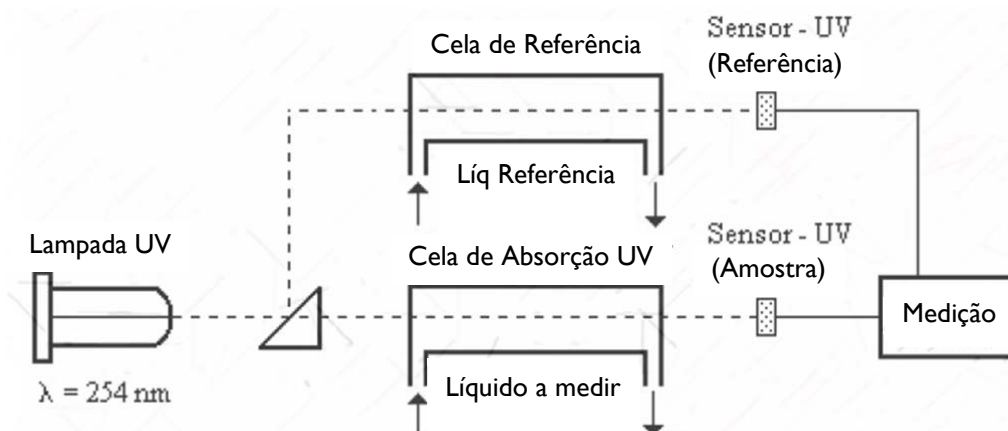 Cela de Referência
Sensor - UV
(Referência)
Líq Referência
Lampada UV
Cela de Absorção UV
Sensor - UV
(Amostra)
Medição
Líquido a medir
λ = 254 nm